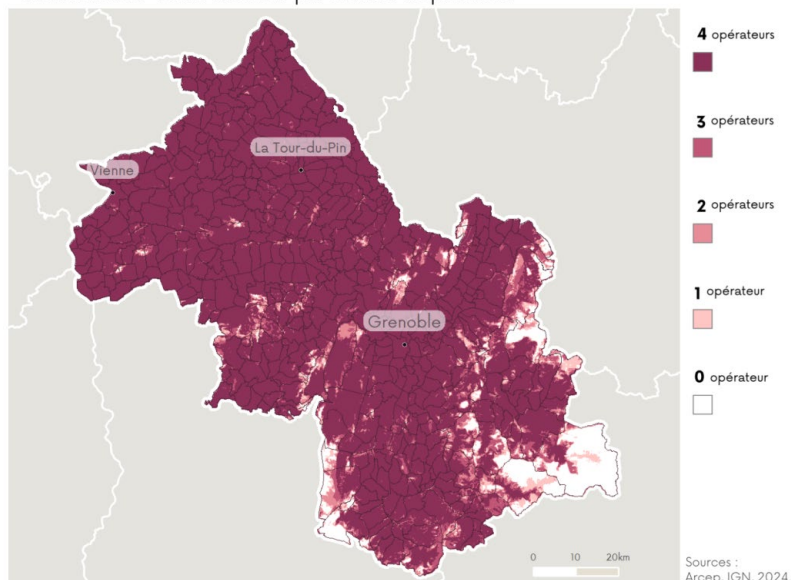 4 opérateurs
3 opérateurs
2 opérateurs
1 opérateur
0 opérateur
La Tour-du-Pin
Vienne
Grenoble
0 10 20km
Sources :
Arcep, IGN, 2024